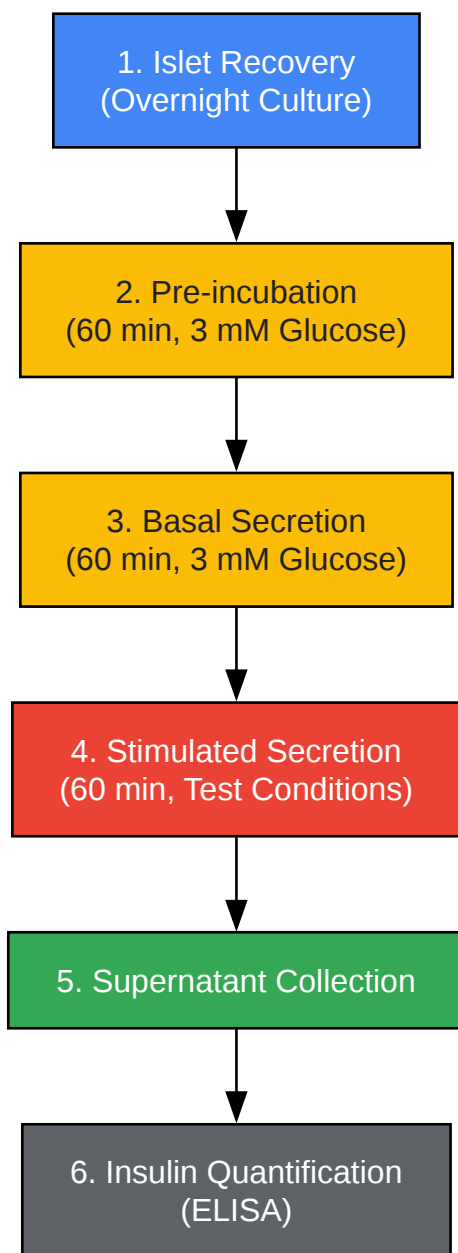 1. Islet Recovery
(Overnight Culture)
2. Pre-incubation
(60 min, 3 mM Glucose)
3. Basal Secretion
(60 min, 3 mM Glucose)
4. Stimulated Secretion
(60 min, Test Conditions)
5. Supernatant Collection
6. Insulin Quantification
(ELISA)